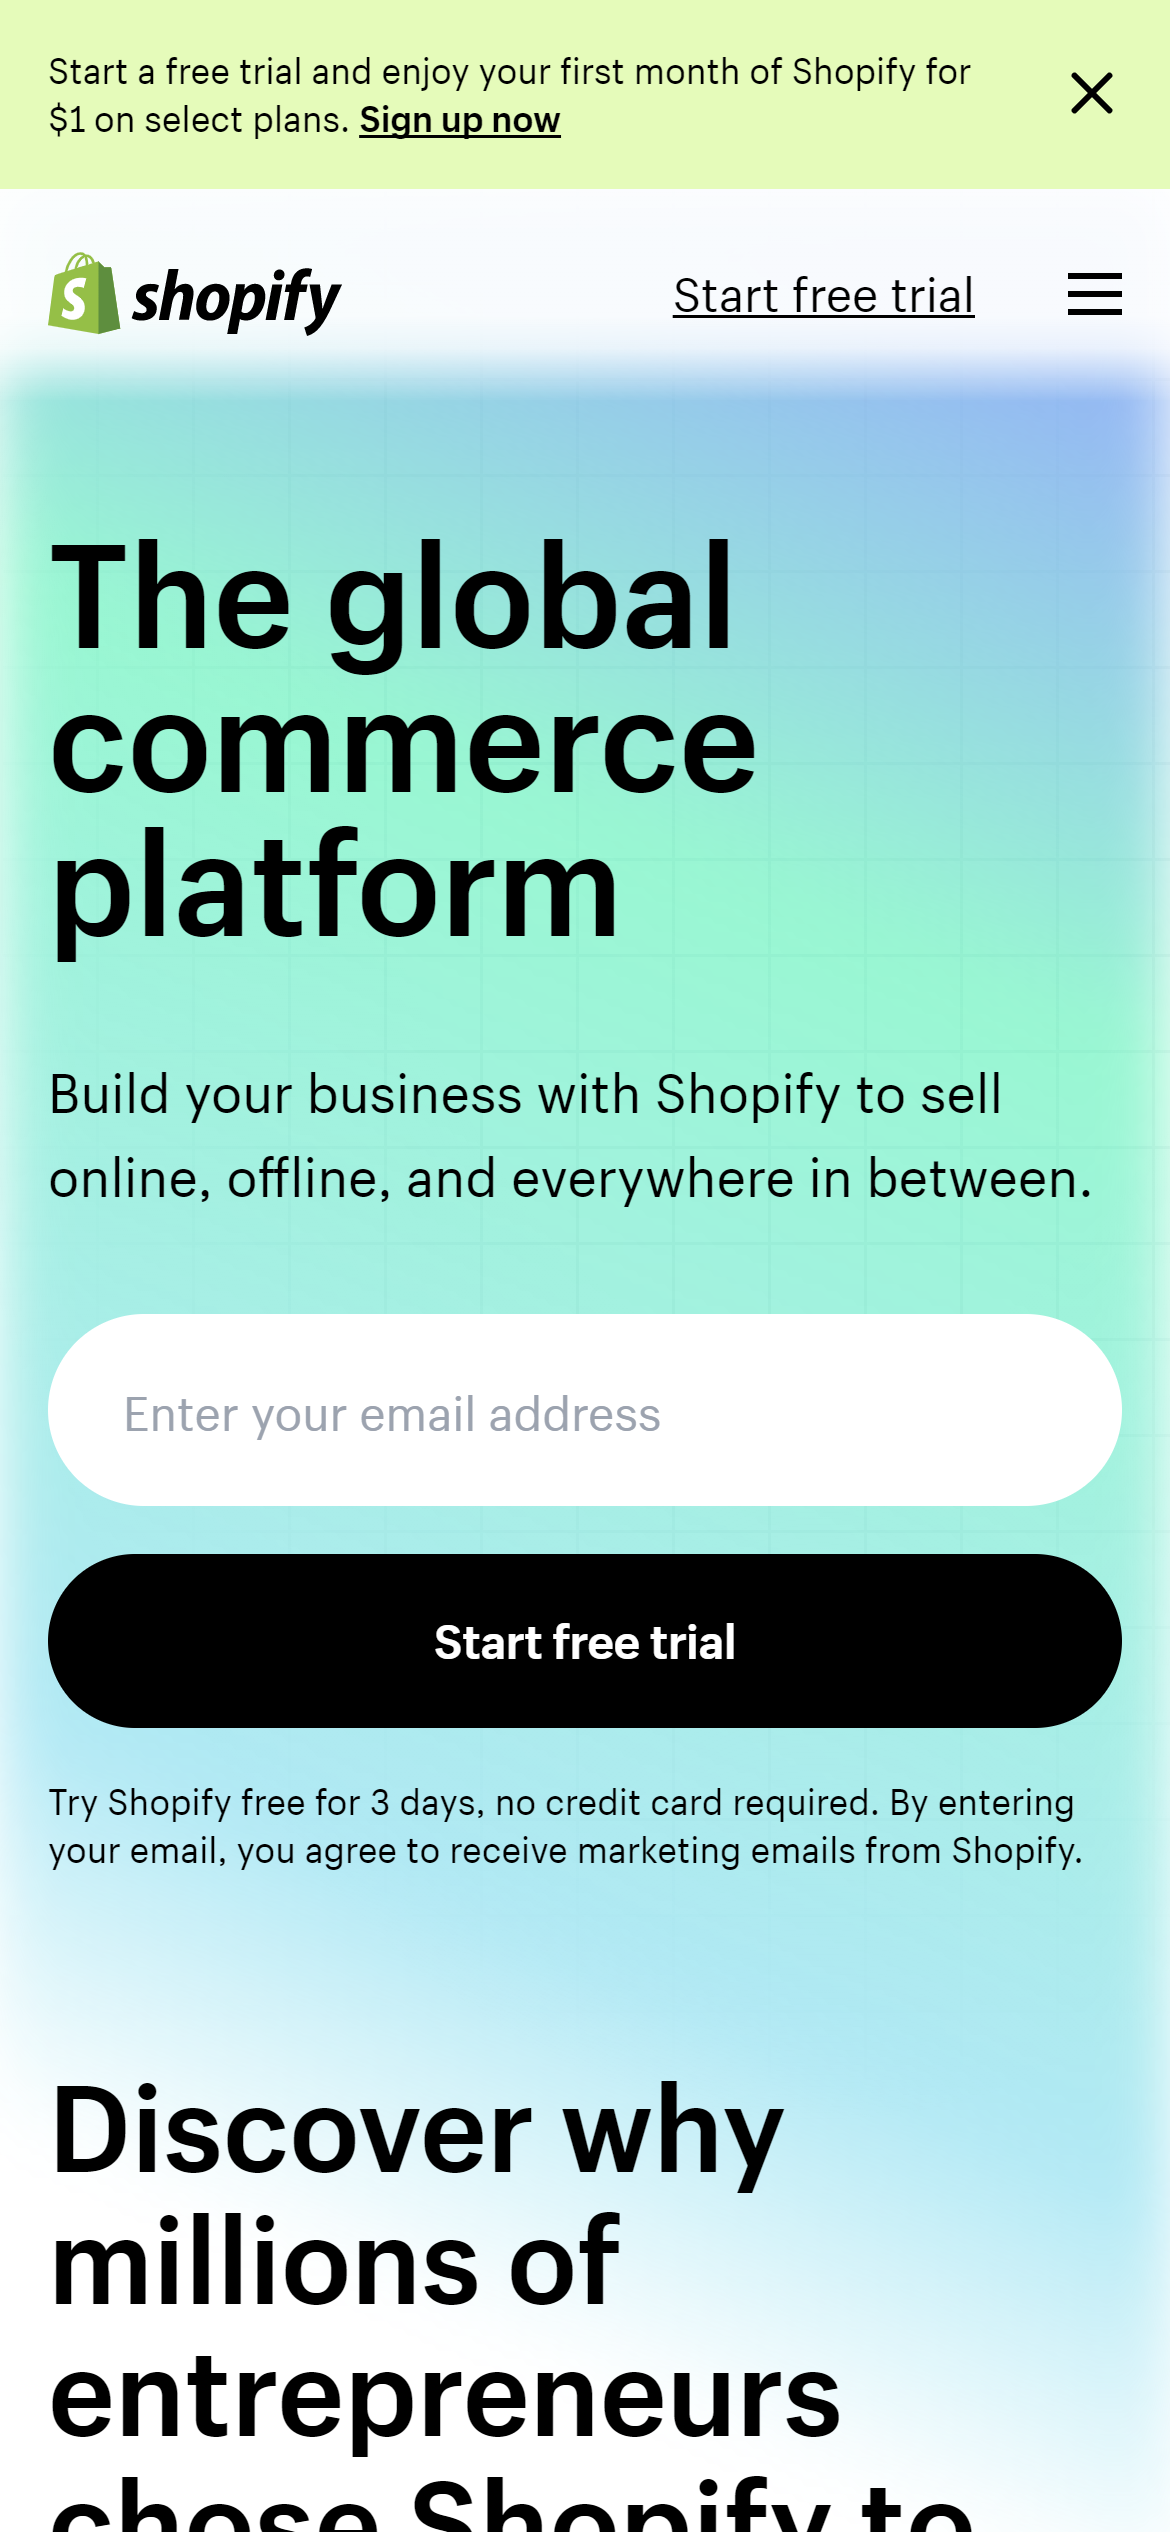 Start a free trial and enjoy your first month of Shopify for
$1 on select plans. Sign up now
shopify
Start free trial
The global
commerce
platform
Build your business with Shopify to sell
online, offline, and everywhere in between.
Enter your email address
Start free trial
Try Shopify free for 3 days, no credit card required. By entering
your email, you agree to receive marketing emails from Shopify.
Discover why
millions of
entrepreneurs
chose Shopify to